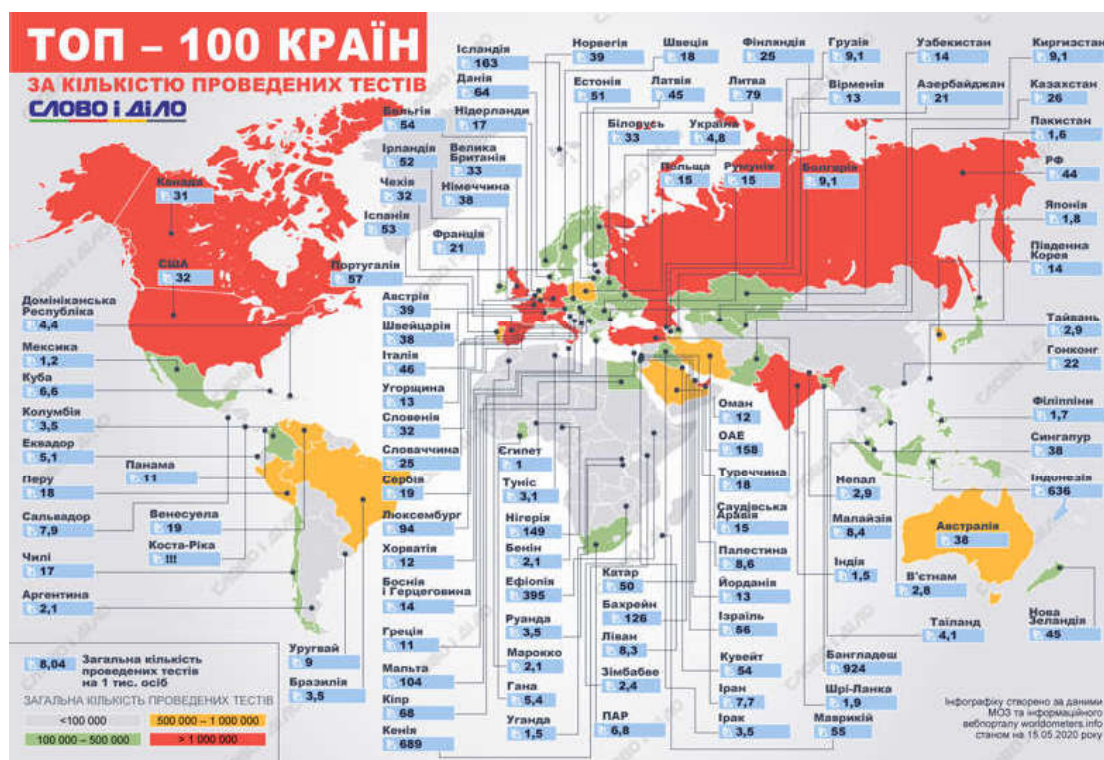 ТОП – 100 КРАЇН
ЗА КІЛЬКІСТЮ ПРОВЕДЕНИХ ТЕСТІВ
СЛОВО і ДІЛО
Ісландія
163
Норвегія
39
Швеція
18
Фінляндія
25
Грузія
9,1
Узбекистан
14
Киргизстан
9,1
Данія
64
Естонія
51
Латвія
45
Литва
79
Вірменія
13
Азербайджан
21
Казахстан
26
Бельгія
54
Нідерланди
17
Білорусь
33
Україна
4,8
Пакистан
1,6
Ірландія
52
Велика
Британія
33
Польща
15
Румунія
15
Болгарія
9,1
РФ
44
Канада
31
Чехія
32
Німеччина
38
Японія
1,8
Іспанія
53
Франція
21
Південна
Корея
14
США
32
Португалія
57
Домініканська
Республіка
4,4
Австрія
39
Тайвань
2,9
Мексика
1,2
Швейцарія
38
Гонконг
22
Куба
6,6
Італія
46
Колумбія
3,5
Угорщина
13
Оман
12
Філіппіни
1,7
Еквадор
5,1
Словенія
32
ОАЕ
158
Сингапур
38
Перу
18
Панама
11
Словаччина
25
Єгипет
1
Туреччина
18
Непал
2,9
Індонезія
636
Сальвадор
7,9
Венесуела
19
Сербія
19
Туніс
3,1
Саудівська
Аравія
15
Малайзія
8,4
Австралія
38
Чилі
17
Коста-Ріка
!!!
Люксембург
94
Нігерія
149
Палестина
8,6
Індія
1,5
Аргентина
2,1
Хорватія
12
Бенін
2,1
Катар
50
Йорданія
13
В'єтнам
2,8
Боснія
і Герцеговина
14
Ефіопія
395
Бахрейн
126
Ізраїль
56
Таїланд
4,1
Нова
Зеландія
45
Греція
11
Руанда
3,5
Ліван
8,3
Кувейт
54
Бангладеш
924
Уругвай
9
Мальта
104
Марокко
2,1
Зімбабве
2,4
Іран
7,7
Шрі-Ланка
1,9
Бразилія
3,5
Кіпр
68
Гана
5,4
ПАР
6,8
Ірак
3,5
Маврикій
55
Кенія
689
Уганда
1,5
8,04
Загальна кількість
проведених тестів
на 1 тис. осіб
ЗАГАЛЬНА КІЛЬКІСТЬ ПРОВЕДЕНИХ ТЕСТІВ
<100 000
500 000 – 1 000 000
100 000 – 500 000
> 1 000 000
Інфографіку створено за даними
МОЗ та інформаційного
вебпорталу worldometers.info
станом на 15.05.2020 року